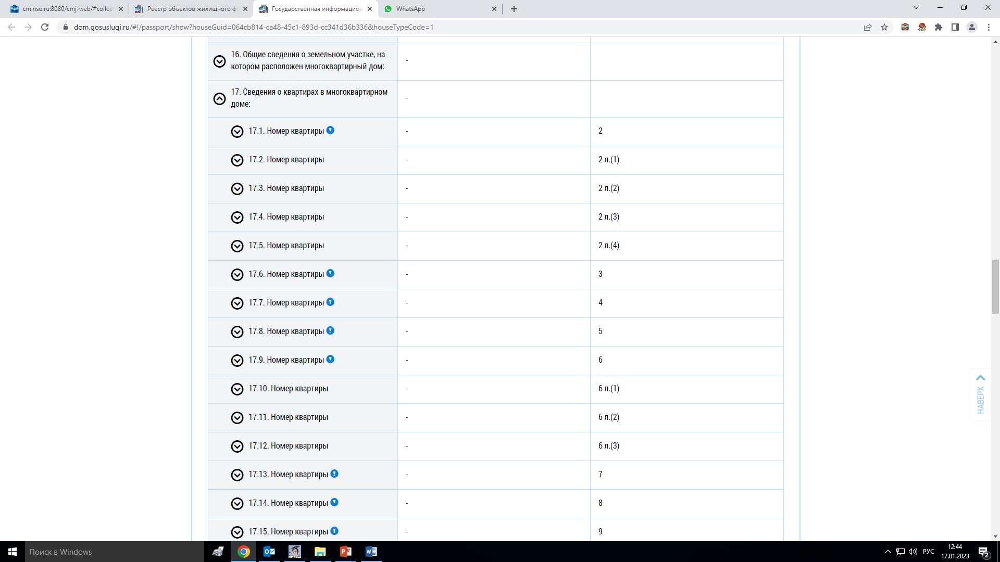 cm.nso.ru:8080/cmj-web/#collec
Реестр объектов жилищного фо
Государственная информацион
WhatsApp
dom.gosuslugi.ru/#!/passport/show?houseGuid=064cb814-ca48-45c1-893d-cc341d36b336&houseTypeCode=1
16. Общие сведения о земельном участке, на
котором расположен многоквартирный дом:
-
17. Сведения о квартирах в многоквартирном
доме:
-
17.1. Номер квартиры - 2
17.2. Номер квартиры - 2 л.(1)
17.3. Номер квартиры - 2 л.(2)
17.4. Номер квартиры - 2 л.(3)
17.5. Номер квартиры - 2 л.(4)
17.6. Номер квартиры - 3
17.7. Номер квартиры - 4
17.8. Номер квартиры - 5
17.9. Номер квартиры - 6
17.10. Номер квартиры - 6 л.(1)
17.11. Номер квартиры - 6 л.(2)
17.12. Номер квартиры - 6 л.(3)
17.13. Номер квартиры - 7
17.14. Номер квартиры - 8
17.15. Номер квартиры - 9
НАВЕРХ
Поиск в Windows
РУС
12:44
17.01.2023
2